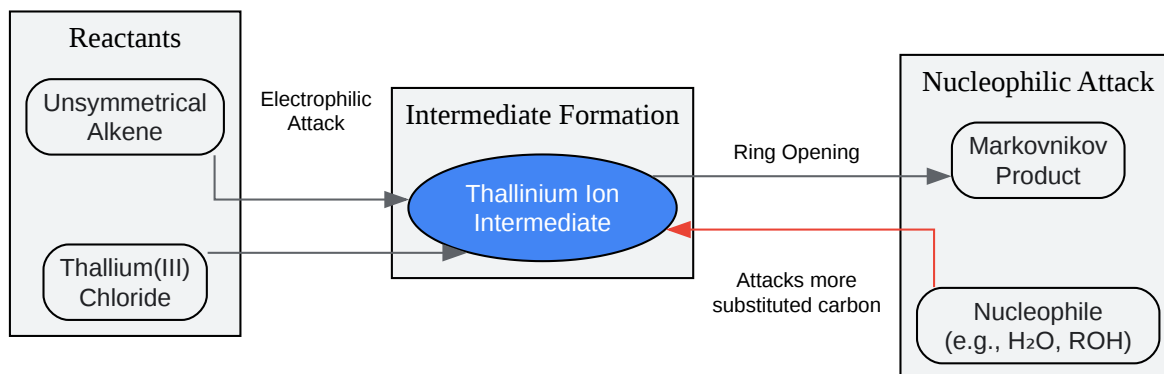 Reactants
Unsymmetrical
Alkene
Thallium(III)
Chloride
Electrophilic
Attack
Intermediate Formation
Thallinium Ion
Intermediate
Ring Opening
Attacks more
substituted carbon
Nucleophilic Attack
Markovnikov
Product
Nucleophile
(e.g., H₂O, ROH)